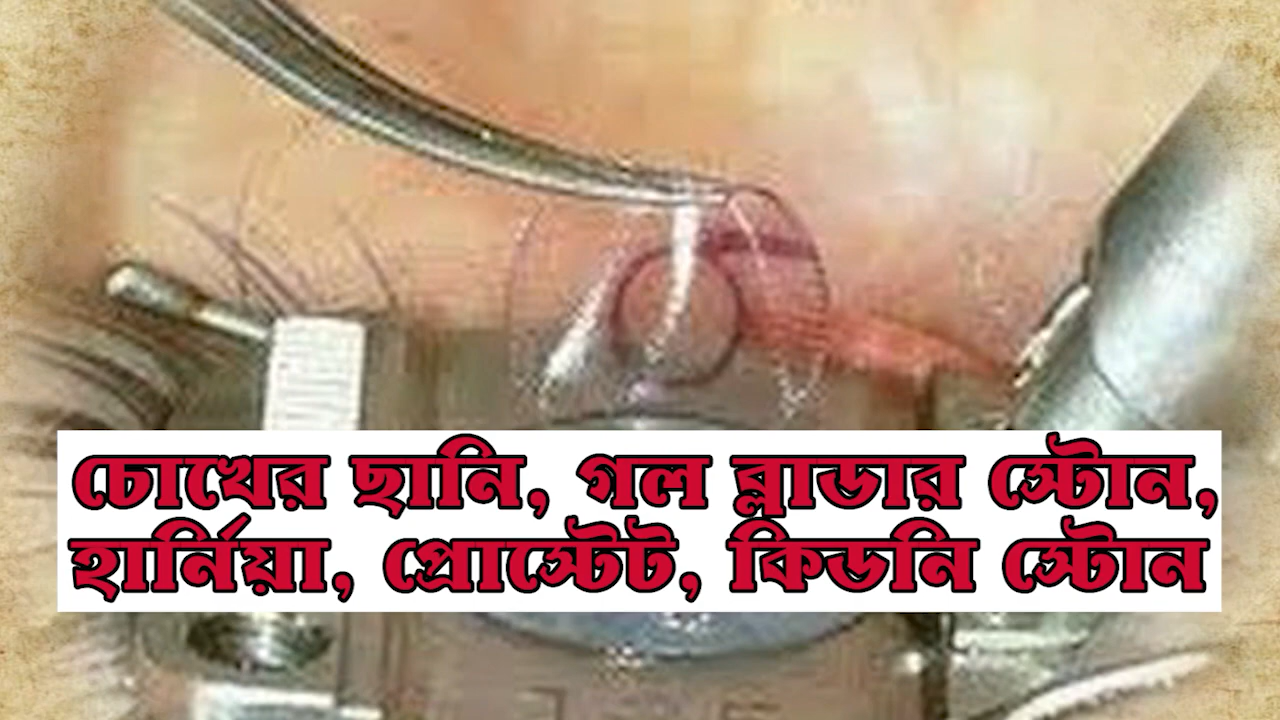 চোখের ছানি, গল ব্লাডার স্টোন,
হার্নিয়া, প্রোস্টেট, কিডনি স্টোন